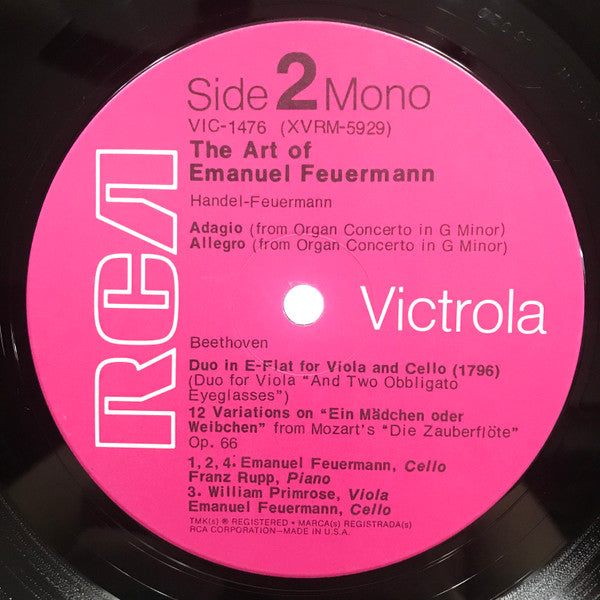 Side 2 Mono
VIC-1476 (XVRM-5929)
The Art of
Emanuel Feuermann
Handel-Feuermann
Adagio (from Organ Concerto in G Minor)
Allegro (from Organ Concerto in G Minor)
RCA
Victrola
Beethoven
Duo in E-Flat for Viola and Cello (1796)
(Duo for Viola "And Two Obbligato
Eyeglasses")
12 Variations on "Ein Mädchen oder
Weibchen" from Mozart's "Die Zauberflöte"
Op. 66
1, 2, 4. Emanuel Feuermann, Cello
Franz Rupp, Piano
3. William Primrose, Viola
Emanuel Feuermann, Cello
TMK(s) ® REGISTERED • MARCA(s) REGISTRADA(s)
RCA CORPORATION—MADE IN U.S.A.